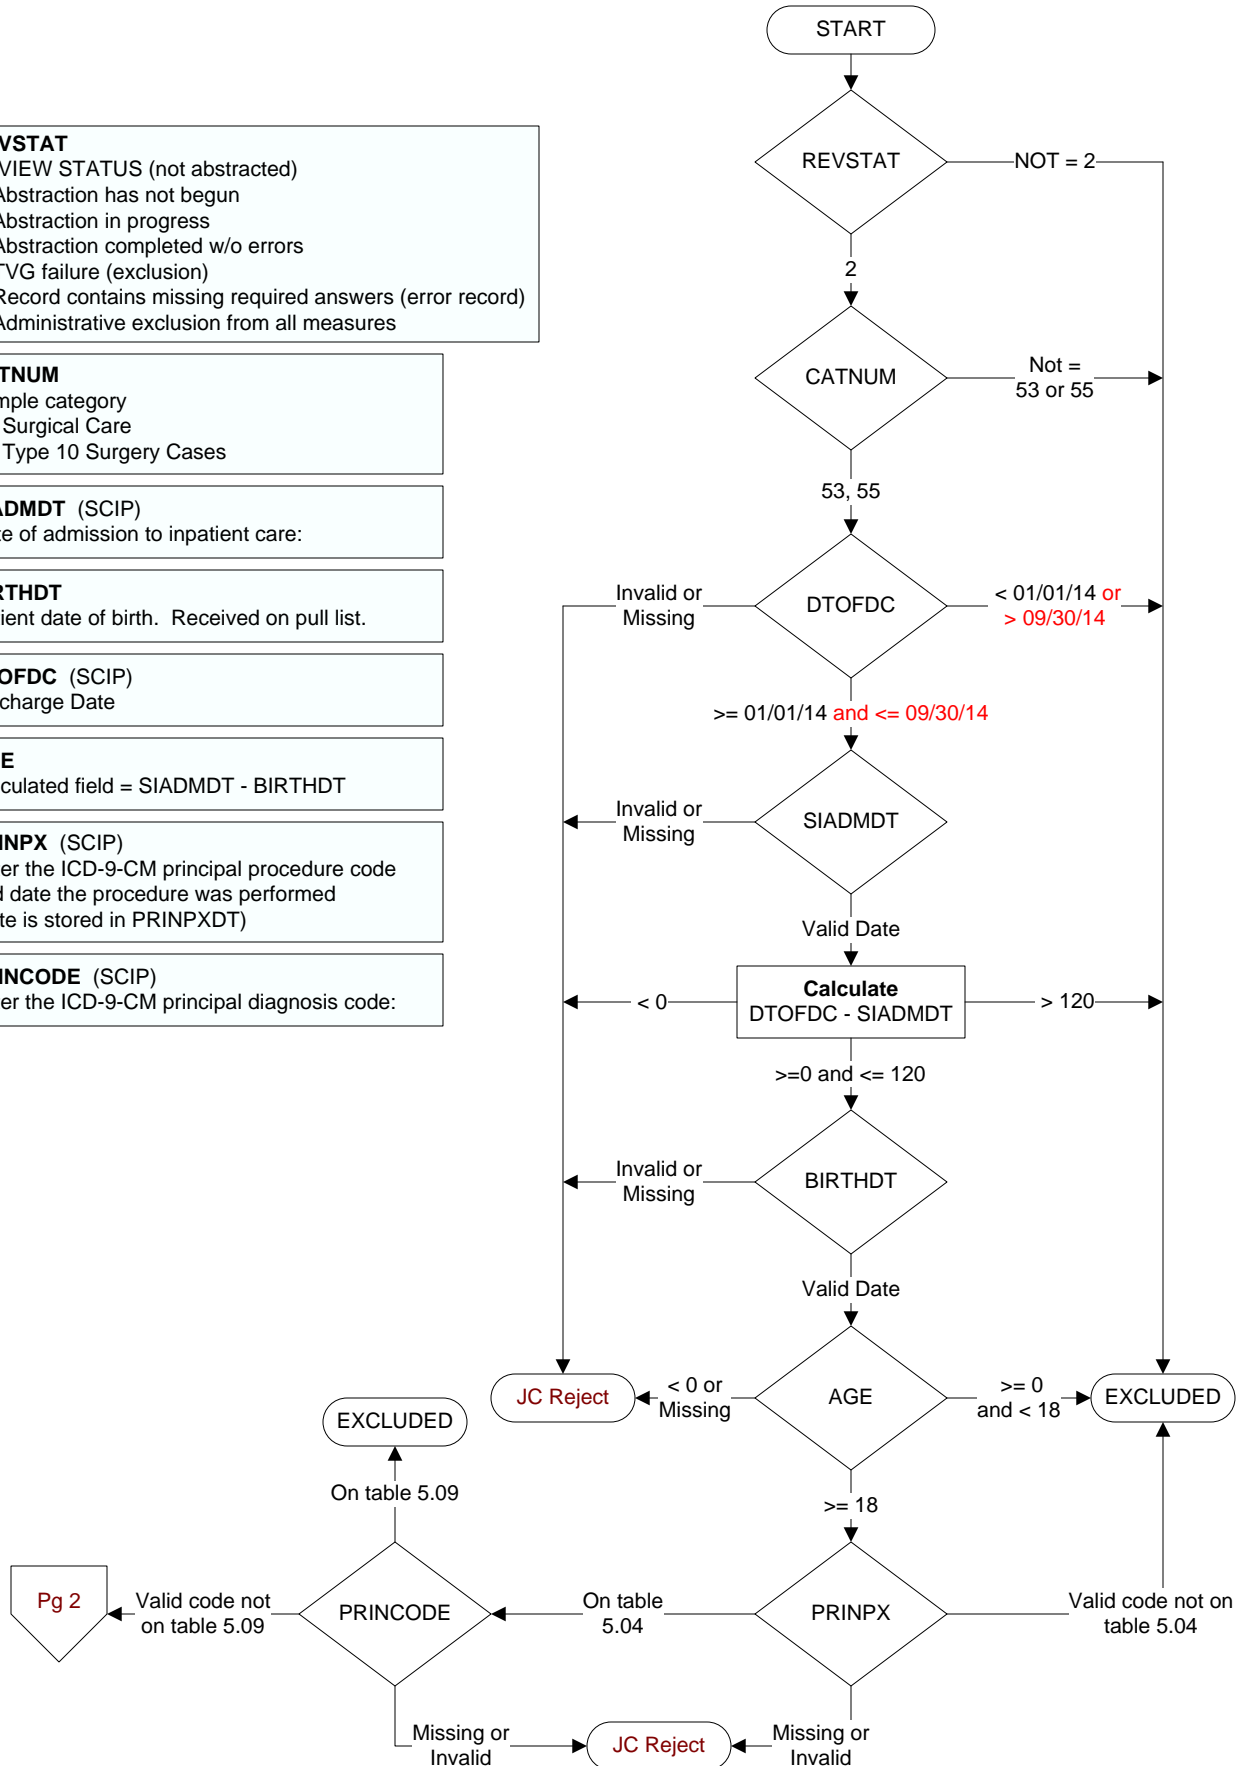 START
VSTAT
VIEW STATUS (not abstracted)
Abstraction has not begun
Abstraction in progress
Abstraction completed w/o errors
TVG failure (exclusion)
Record contains missing required answers (error record)
Administrative exclusion from all measures
TNUM
mple category
Surgical Care
Type 10 Surgery Cases
ADMDT (SCIP)
te of admission to inpatient care:
RTHDT
tient date of birth. Received on pull list.
OFDC (SCIP)
charge Date
E
culated field = SIADMDT - BIRTHDT
INPX (SCIP)
er the ICD-9-CM principal procedure code
d date the procedure was performed
te is stored in PRINPXDT)
INCODE (SCIP)
er the ICD-9-CM principal diagnosis code:
REVSTAT
NOT = 2
2
CATNUM
Not =
53 or 55
53, 55
Invalid or
Missing
DTOFDC
< 01/01/14 or
> 09/30/14
>= 01/01/14 and <= 09/30/14
Invalid or
Missing
SIADMDT
Valid Date
< 0
Calculate
DTOFDC - SIADMDT
> 120
>=0 and <= 120
Invalid or
Missing
BIRTHDT
Valid Date
JC Reject
< 0 or
Missing
AGE
>= 0
and < 18
EXCLUDED
EXCLUDED
On table 5.09
>= 18
Pg 2
Valid code not
on table 5.09
PRINCODE
On table
5.04
PRINPX
Valid code not on
table 5.04
Missing or
Invalid
JC Reject
Missing or
Invalid